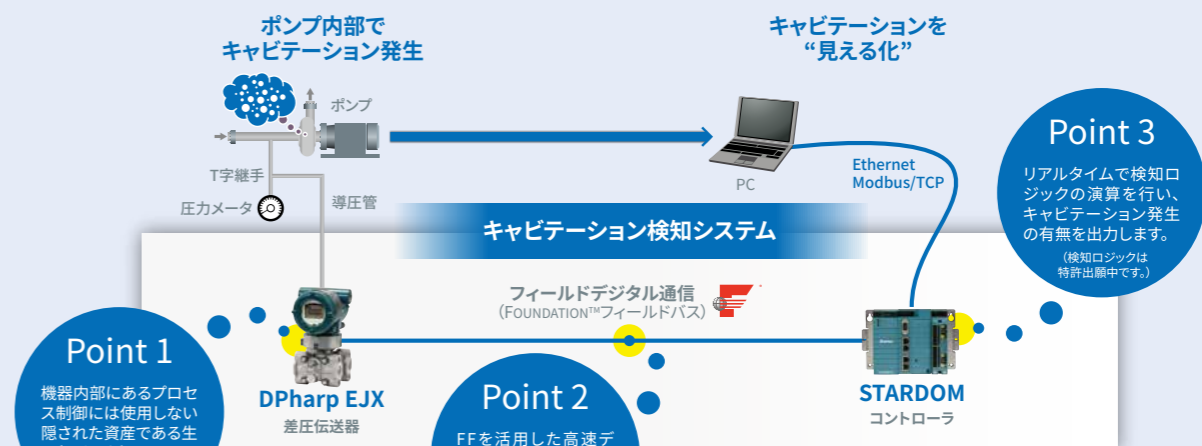 ポンプ内部で
キャビテーション発生
キャビテーションを
“見える化”
ポンプ
T字継手
圧力メータ
導圧管
PC
Ethernet
Modbus/TCP
Point 3
リアルタイムで検知ロ
ジックの演算を行い、
キャビテーション発生
の有無を出力します。
(検知ロジックは
特許出願中です。)
キャビテーション検知システム
フィールドデジタル通信
(FOUNDATION™フィールドバス)
Point 1
機器内部にあるプロセ
ス制御には使用しない
隠された資産である生
DPharp EJX
差圧伝送器
Point 2
FFを活用した高速デ
STARDOM
コントローラ